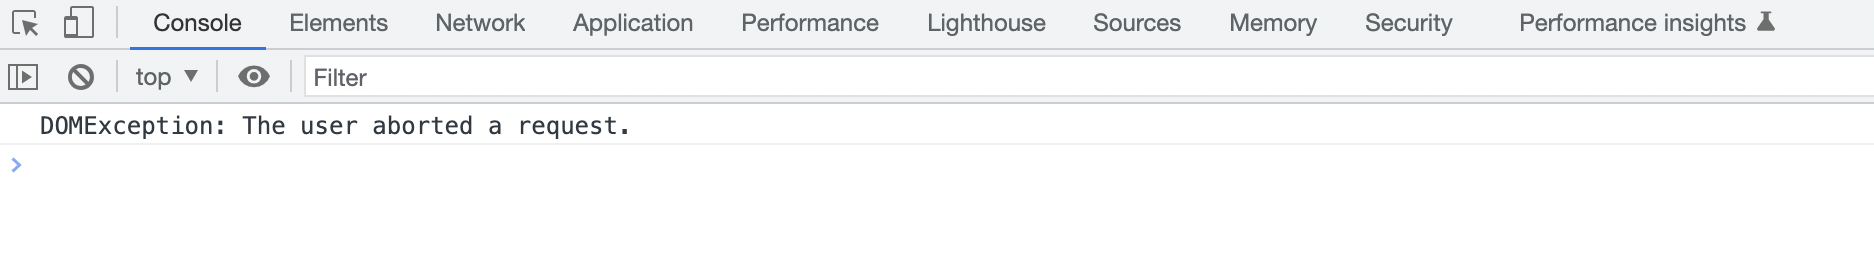 Console Elements Network Application Performance Lighthouse Sources Memory Security Performance insights
top Filter
DOMException: The user aborted a request.